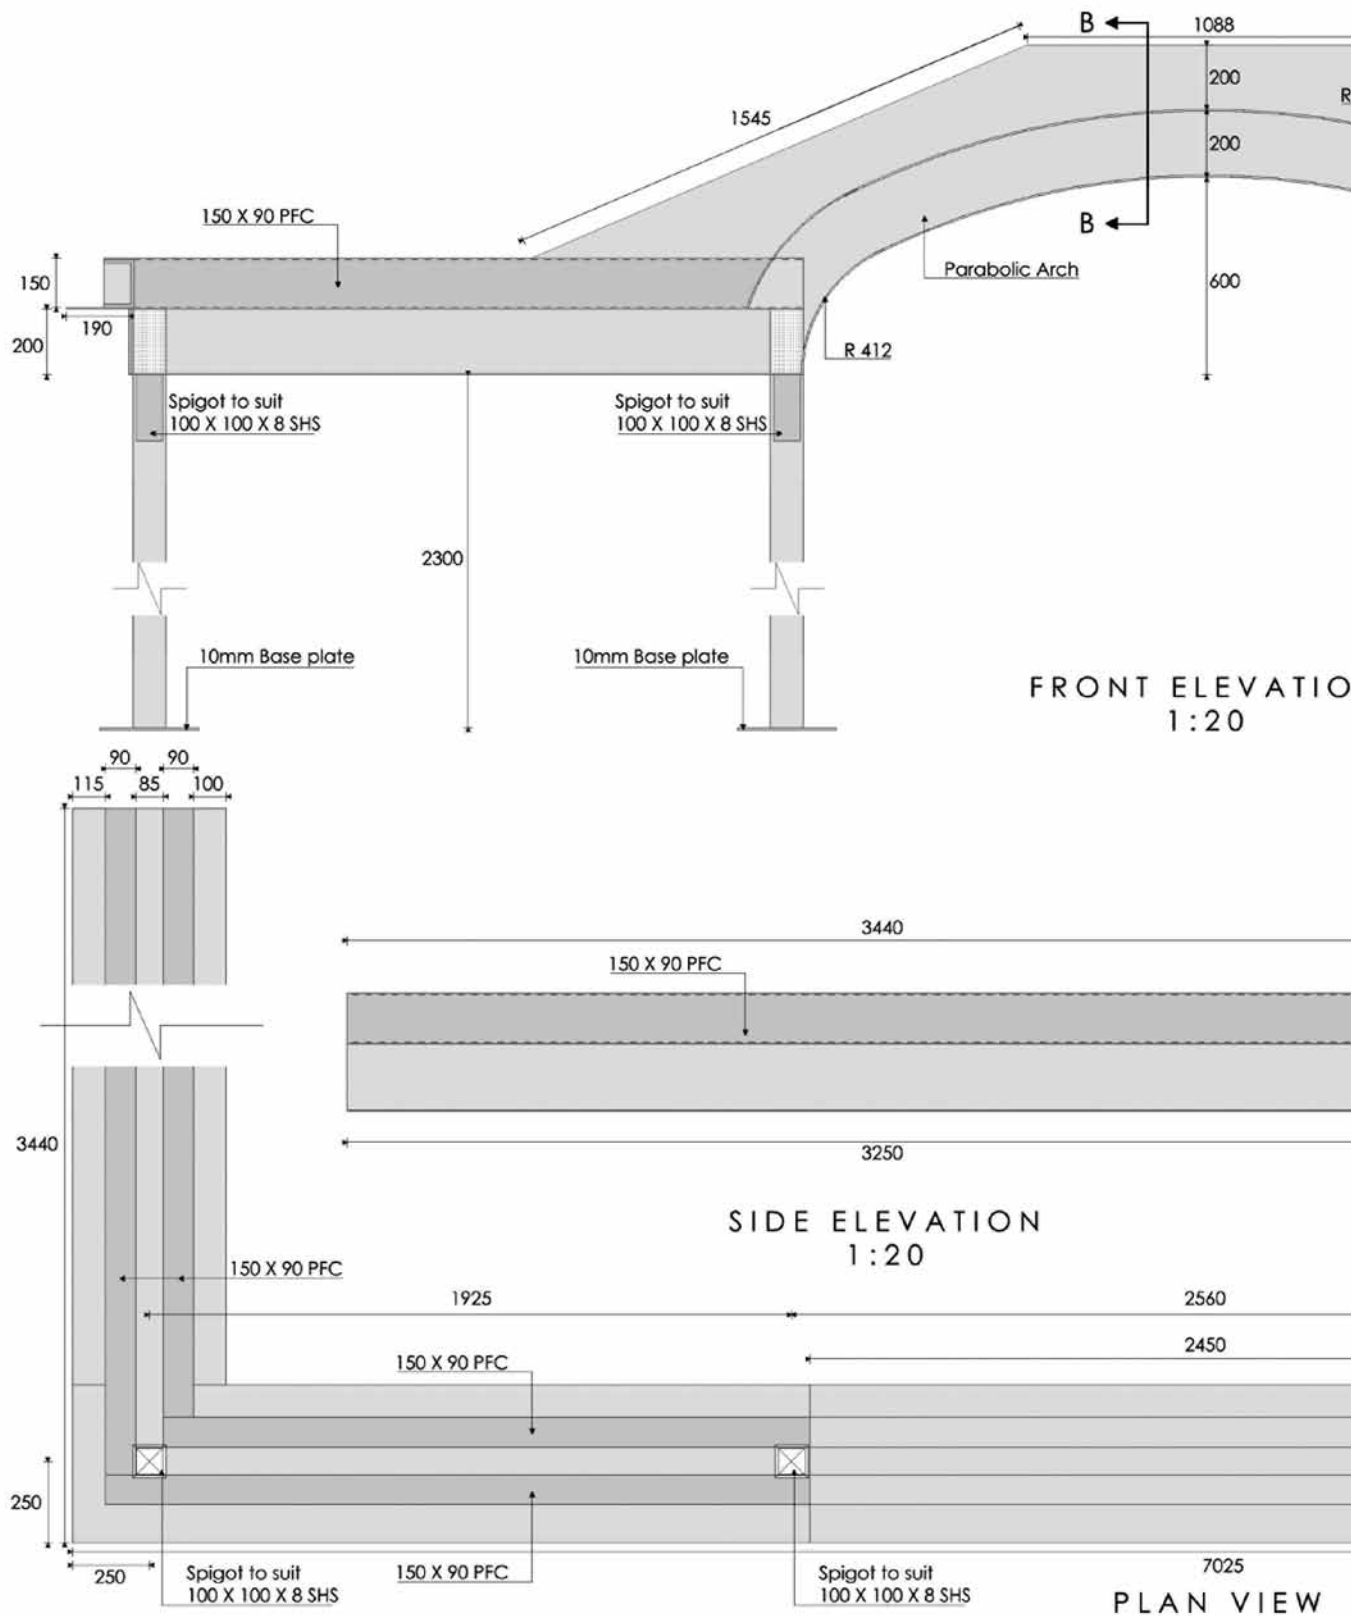 B
1088
200
R
1545
200
150 X 90 PFC
B
Parabolic Arch
150
600
190
200
R 412
Spigot to suit
100 X 100 X 8 SHS
Spigot to suit
100 X 100 X 8 SHS
2300
10mm Base plate
10mm Base plate
FRONT ELEVATIO
1:20
90
90
115
85
100
3440
150 X 90 PFC
3440
3250
SIDE ELEVATION
1:20
150 X 90 PFC
1925
2560
2450
150 X 90 PFC
250
250
Spigot to suit
100 X 100 X 8 SHS
150 X 90 PFC
Spigot to suit
100 X 100 X 8 SHS
7025
PLAN VIEW